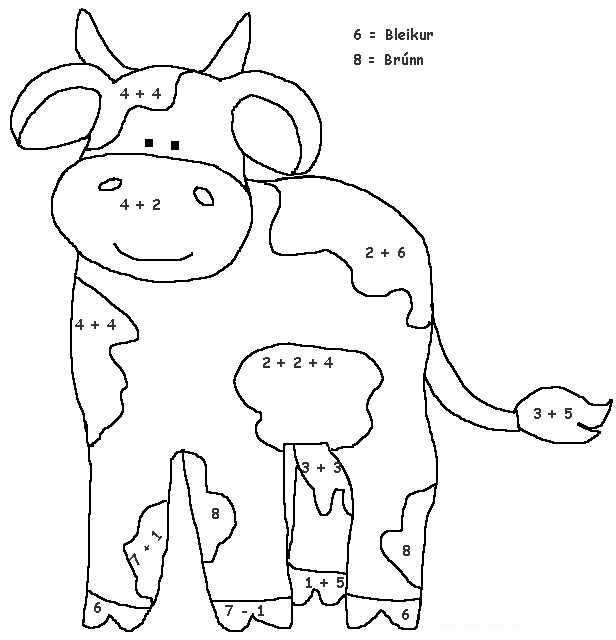 6 = Bleikur
8 = Brúnn
4 + 4
4 + 2
2 + 6
4 + 4
2 + 2 + 4
3 + 5
3 + 3
8
7 + 1
8
1 + 5
6
7 - 1
6